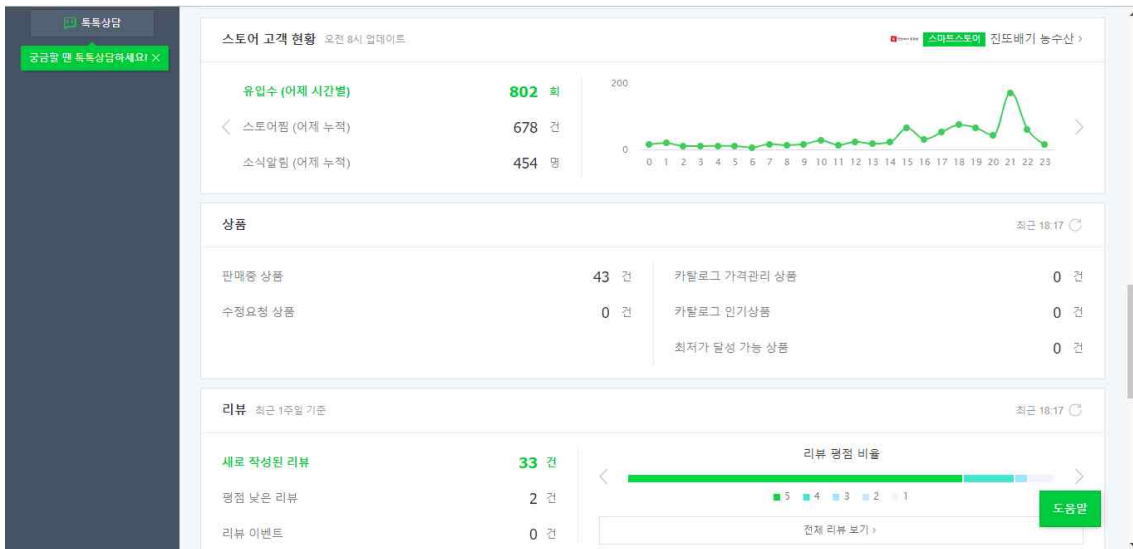 톡톡상담
궁금할 땐 톡톡상담하세요! ×
스토어 고객 현황 오전 8시 업데이트
스마트스토어 진또배기 농수산 >
유입수 (어제 시간별) 802 회
스토어찜 (어제 누적) 678 건
소식알림 (어제 누적) 454 명
200
0
0 1 2 3 4 5 6 7 8 9 10 11 12 13 14 15 16 17 18 19 20 21 22 23
상품
최근 18:17
판매중 상품 43 건
수정요청 상품 0 건
카탈로그 가격관리 상품 0 건
카탈로그 인기상품 0 건
최저가 달성 가능 상품 0 건
리뷰 최근 1주일 기준
최근 18:17
새로 작성된 리뷰 33 건
평점 낮은 리뷰 2 건
리뷰 이벤트 0 건
리뷰 평점 비율
5 4 3 2 1
전체 리뷰 보기 >
도움말